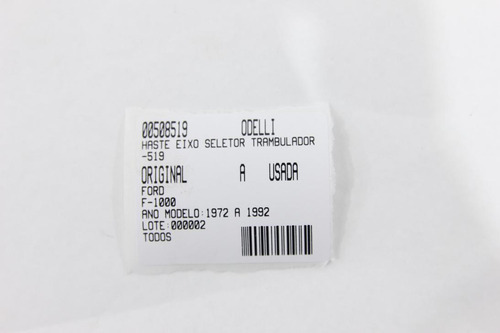 00508519 ODELLI
HASTE EIXO SELETOR TRAMBULADOR
-519
ORIGINAL A USADA
FORD
F-1000
ANO MODELO:1972 A 1992
LOTE:000002
TODOS